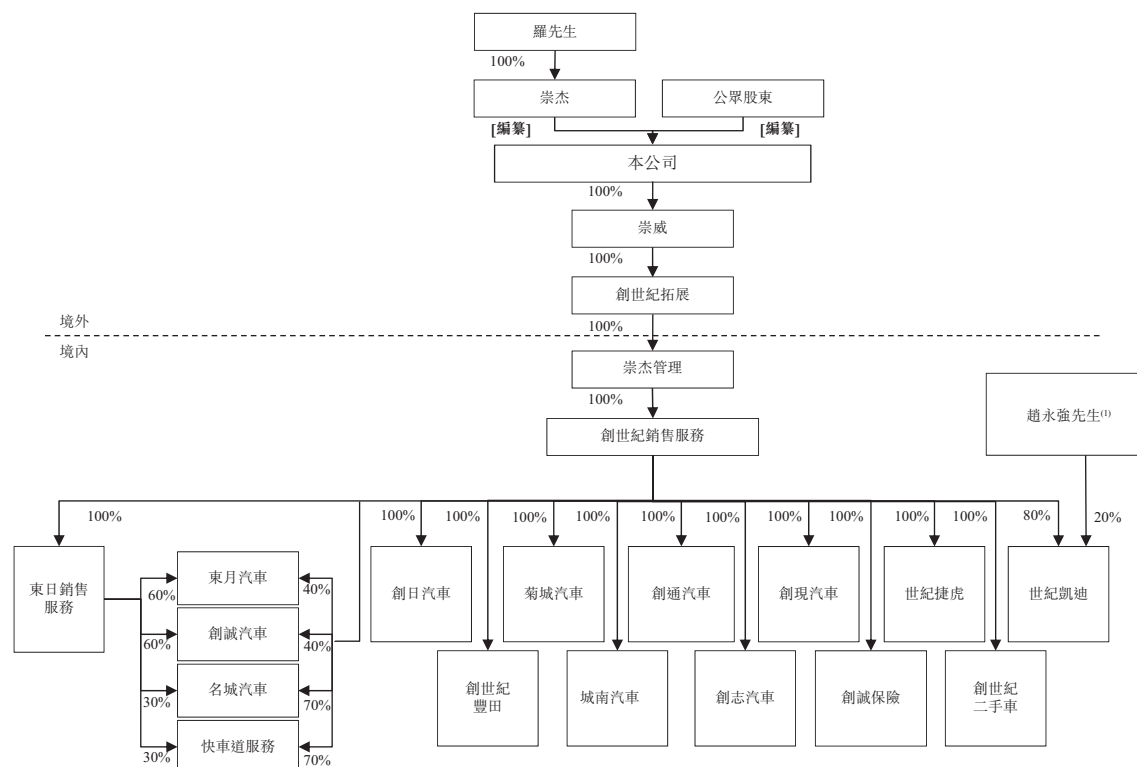 羅先生
100%
崇杰
公眾股東
[編纂]
[編纂]
本公司
100%
崇威
100%
創世紀拓展
境外
100%
境內
崇杰管理
100%
趙永強先生(1)
創世紀銷售服務
100%
100%
100%
100%
100%
100%
100%
100%
100%
100%
100%
80%
20%
東日銷售
服務
60%
東月汽車
40%
60%
創誠汽車
40%
30%
名城汽車
70%
30%
快車道服務
70%
創日汽車
菊城汽車
創通汽車
創現汽車
世紀捷虎
世紀凱迪
創世紀
豐田
城南汽車
創志汽車
創誠保險
創世紀
二手車